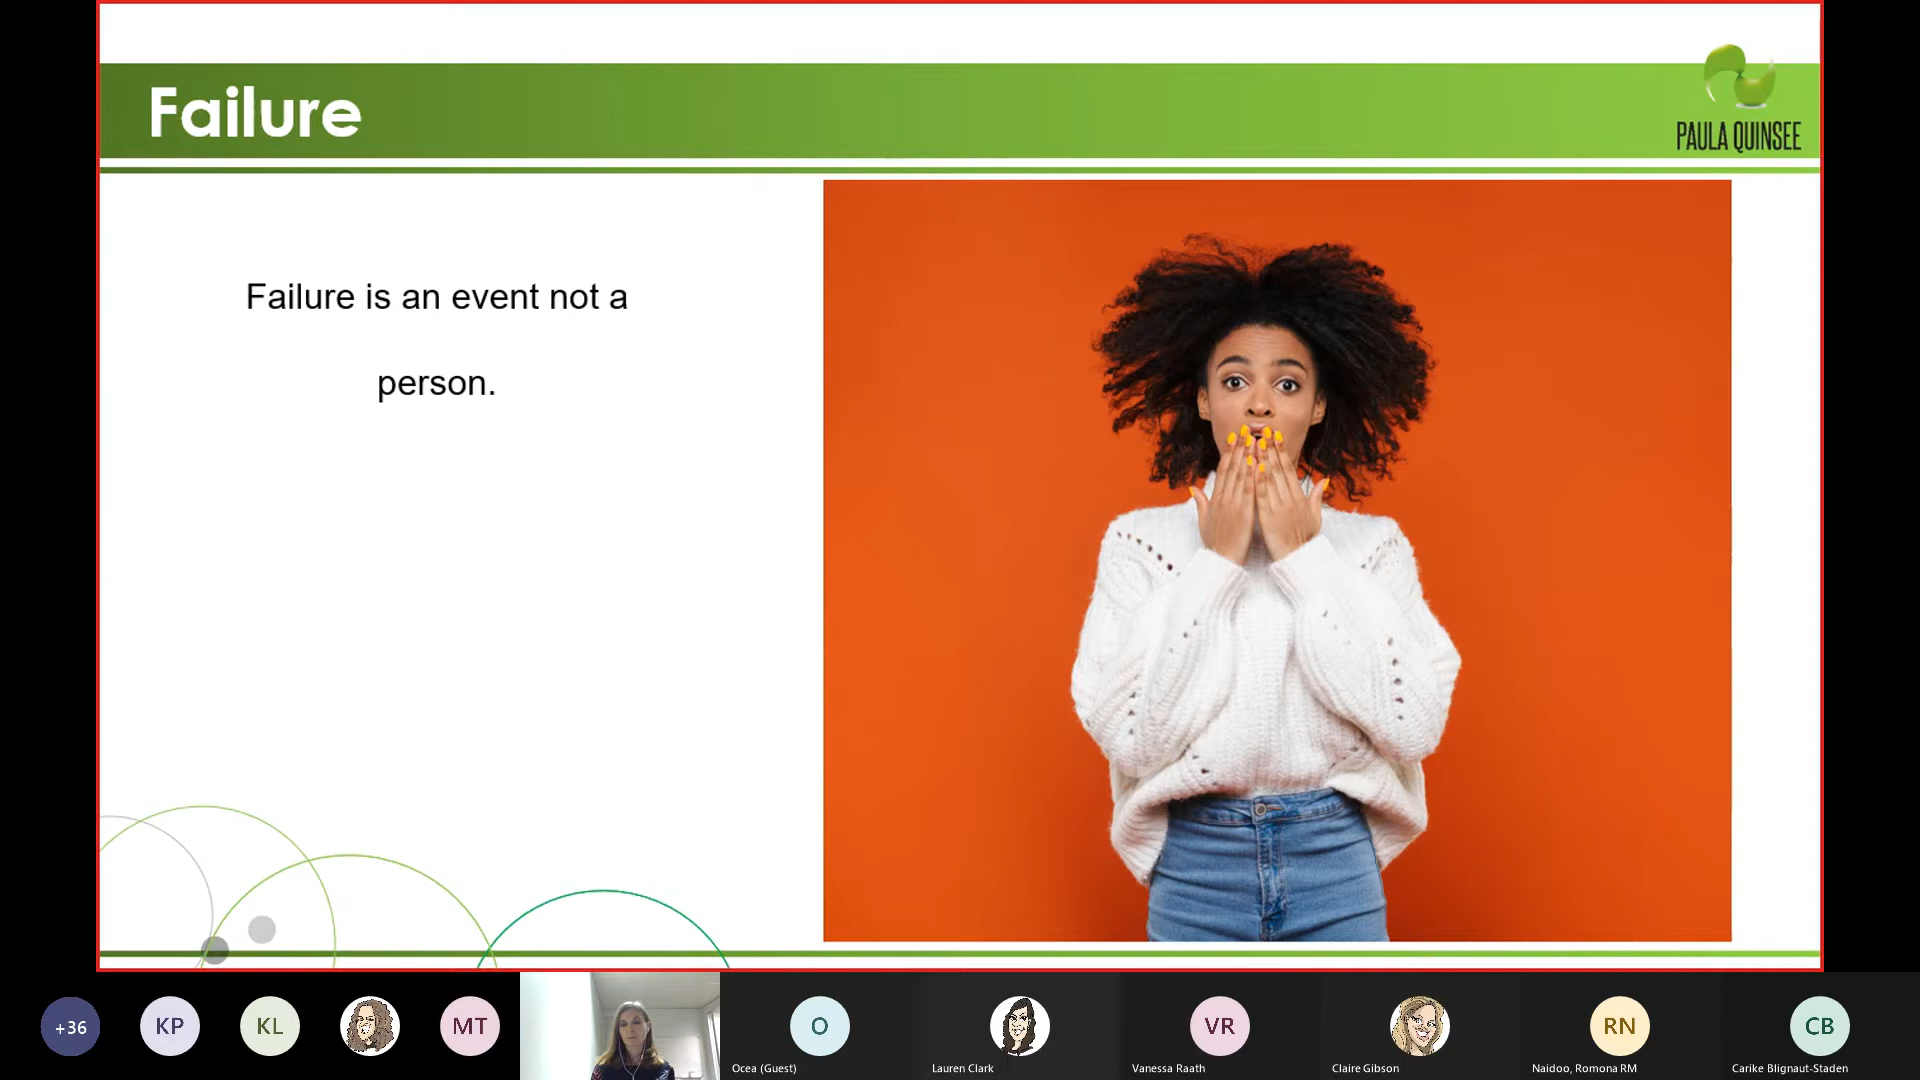 Failure
PAULA QUINSEE
Failure is an event not a
person.
+36
KP
KL
MT
O
VR
RN
CB
Ocea (Guest)
Lauren Clark
Vanessa Raath
Claire Gibson
Naidoo, Romona RM
Carike Blignaut-Staden